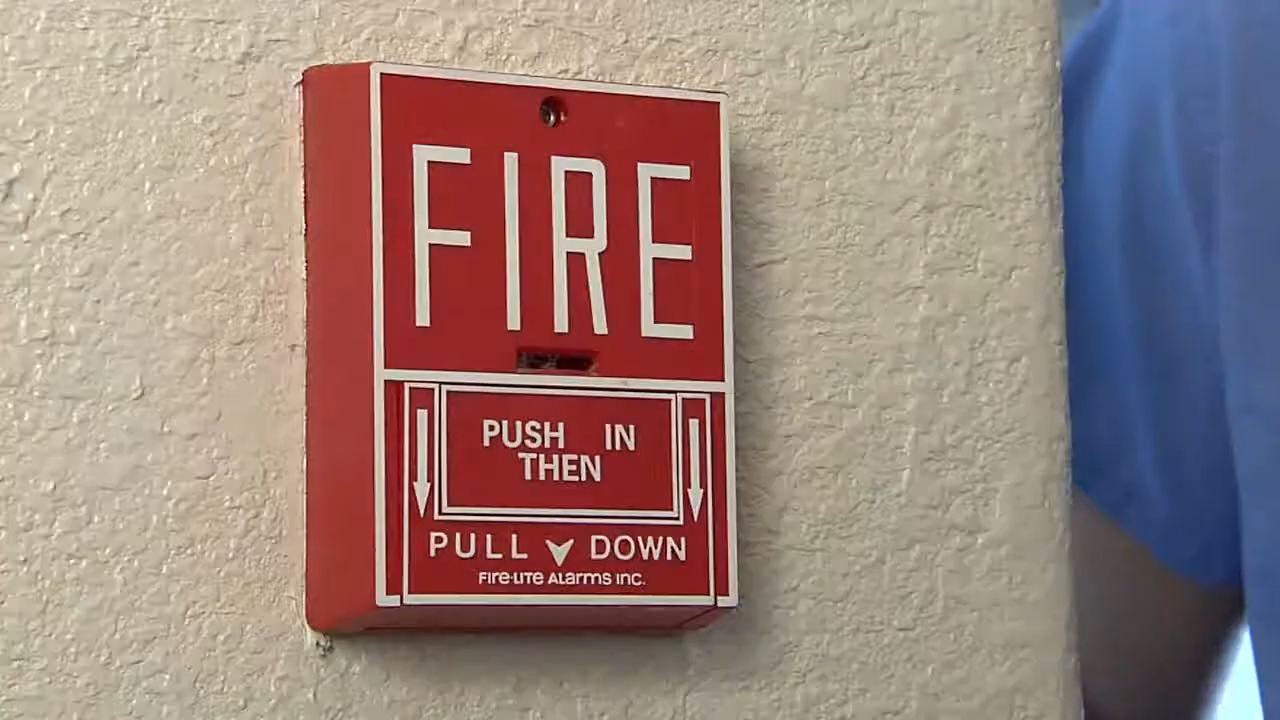 FIRE
PUSH IN
THEN
PULL DOWN
FIRE-LITE ALARMS INC.